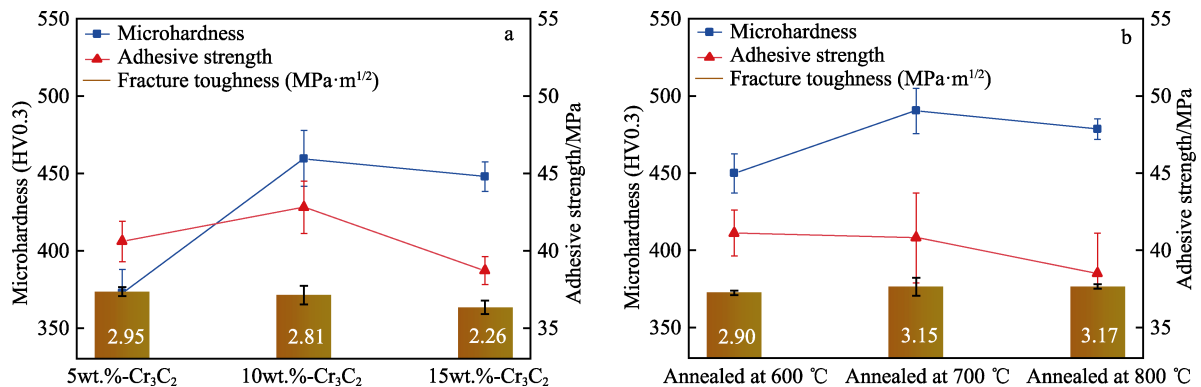 550
500
450
400
350
Microhardness (HV0.3)
Microhardness
Adhesive strength
Fracture toughness (MPa·m¹/²)
a
55
50
45
40
35
Adhesive strength/MPa
2.95
2.81
2.26
5wt.%-Cr₃C₂
10wt.%-Cr₃C₂
15wt.%-Cr₃C₂
550
500
450
400
350
Microhardness (HV0.3)
Microhardness
Adhesive strength
Fracture toughness (MPa·m¹/²)
b
55
50
45
40
35
Adhesive strength/MPa
2.90
3.15
3.17
Annealed at 600 ℃
Annealed at 700 ℃
Annealed at 800 ℃